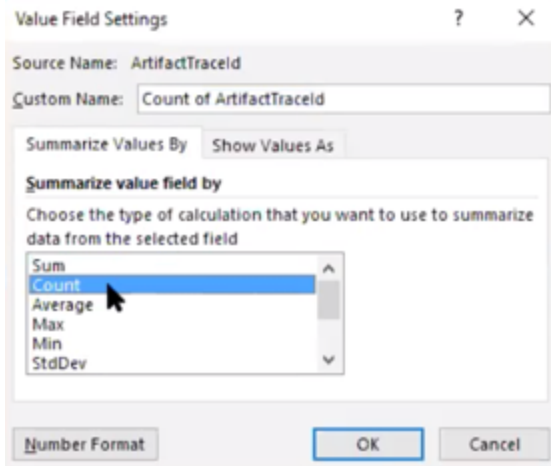 Value Field Settings ? ×
Source Name: ArtifactTraceId
Custom Name: Count of ArtifactTraceId
Summarize Values By Show Values As
Summarize value field by
Choose the type of calculation that you want to use to summarize
data from the selected field
Sum
Count
Average
Max
Min
StdDev
Number Format OK Cancel